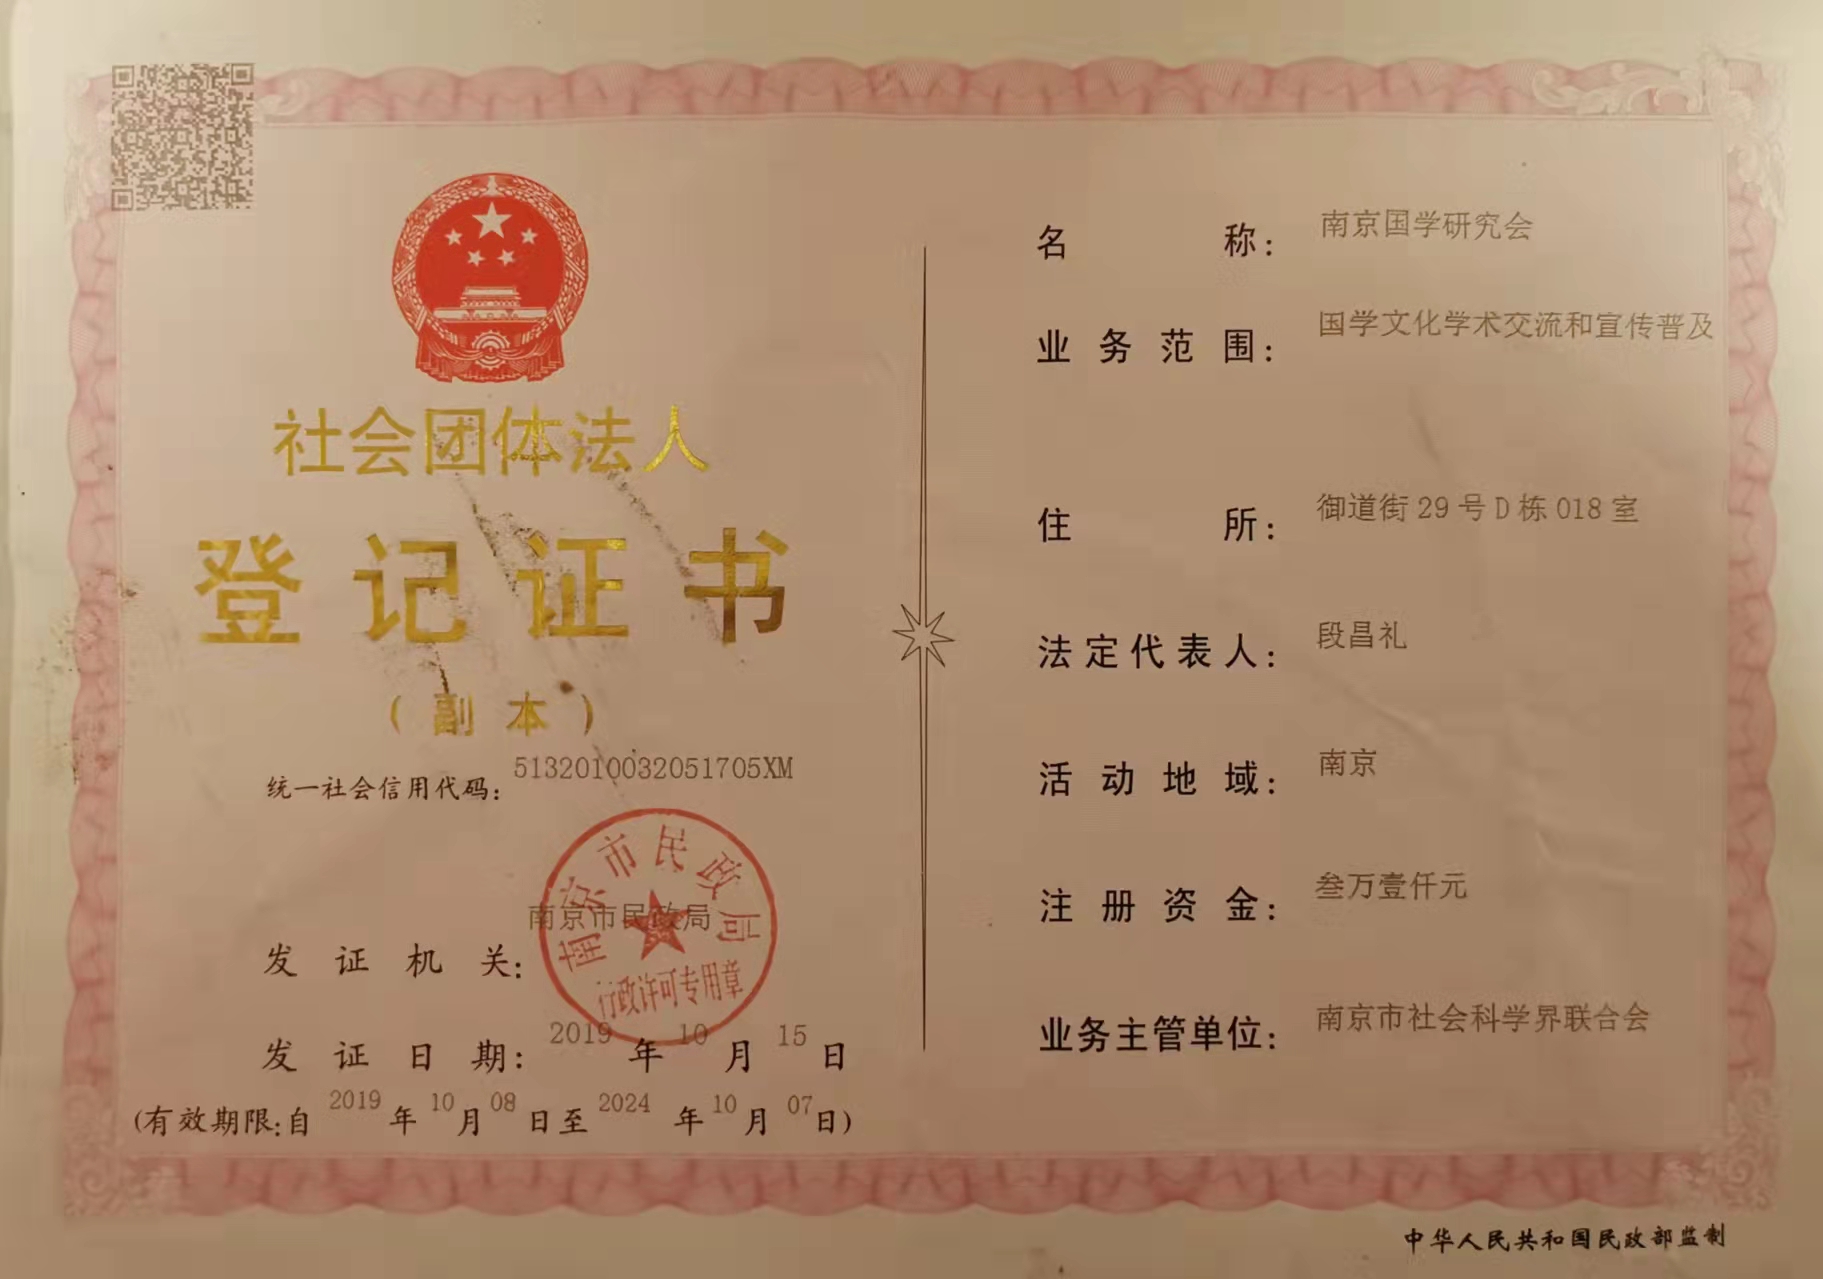 社会团体法人
登记证书
(副本)
统一社会信用代码: 5132010032051705XM
发证机关: 南京市民政局
南京市民政局
行政许可专用章
发证日期: 2019年10月15日
(有效期限:自2019年10月08日至2024年10月07日)
名称: 南京国学研究会
业务范围: 国学文化学术交流和宣传普及
住所: 御道街29号D栋018室
法定代表人: 段昌礼
活动地域: 南京
注册资金: 叁万壹仟元
业务主管单位: 南京市社会科学界联合会
中华人民共和国民政部监制